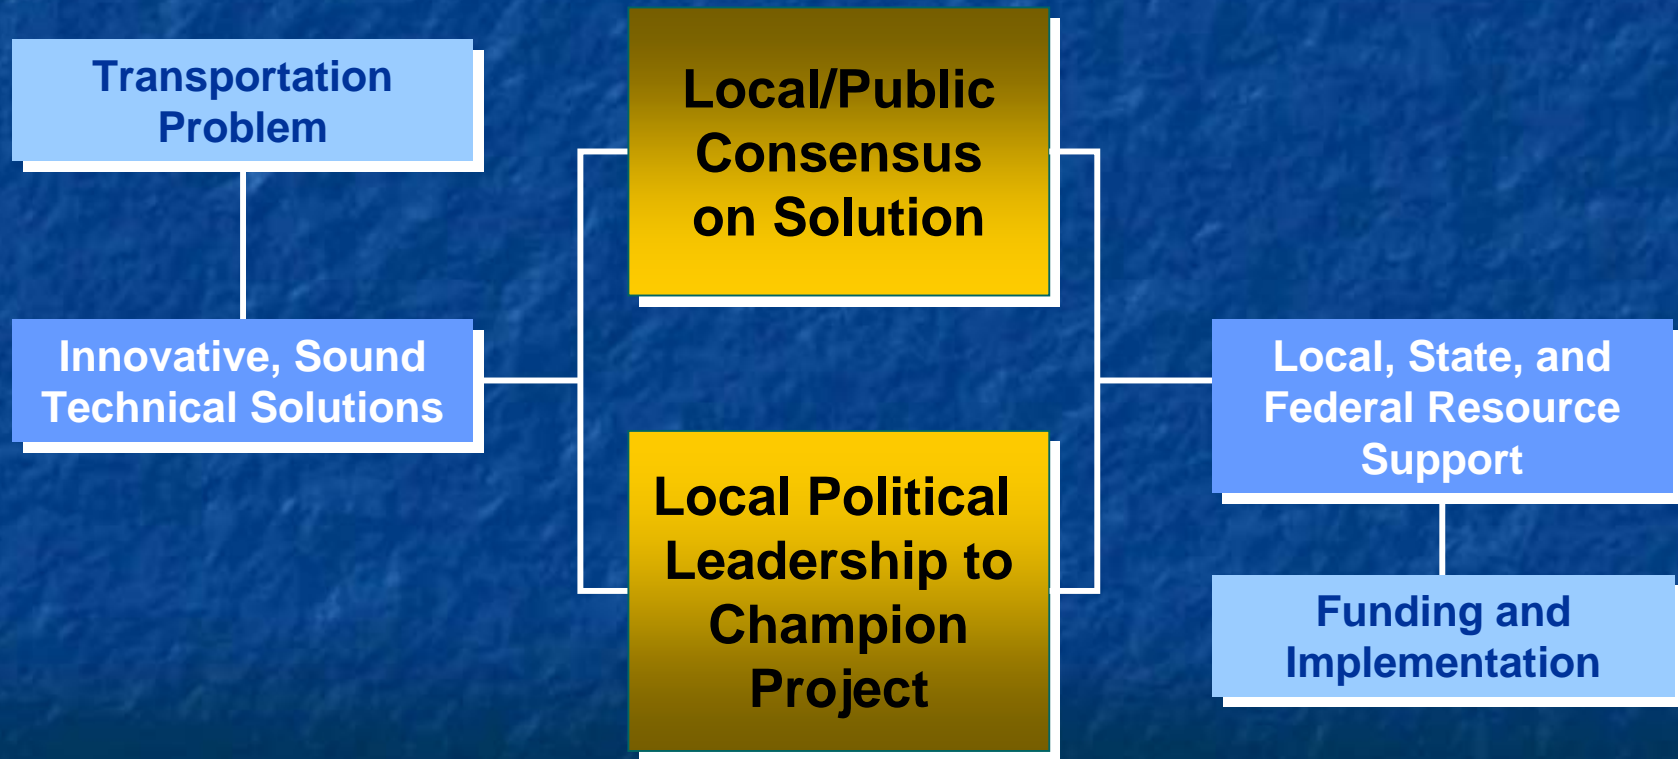 Transportation
Problem
Innovative, Sound
Technical Solutions
Local/Public
Consensus
on Solution
Local Political
Leadership to
Champion
Project
Local, State, and
Federal Resource
Support
Funding and
Implementation